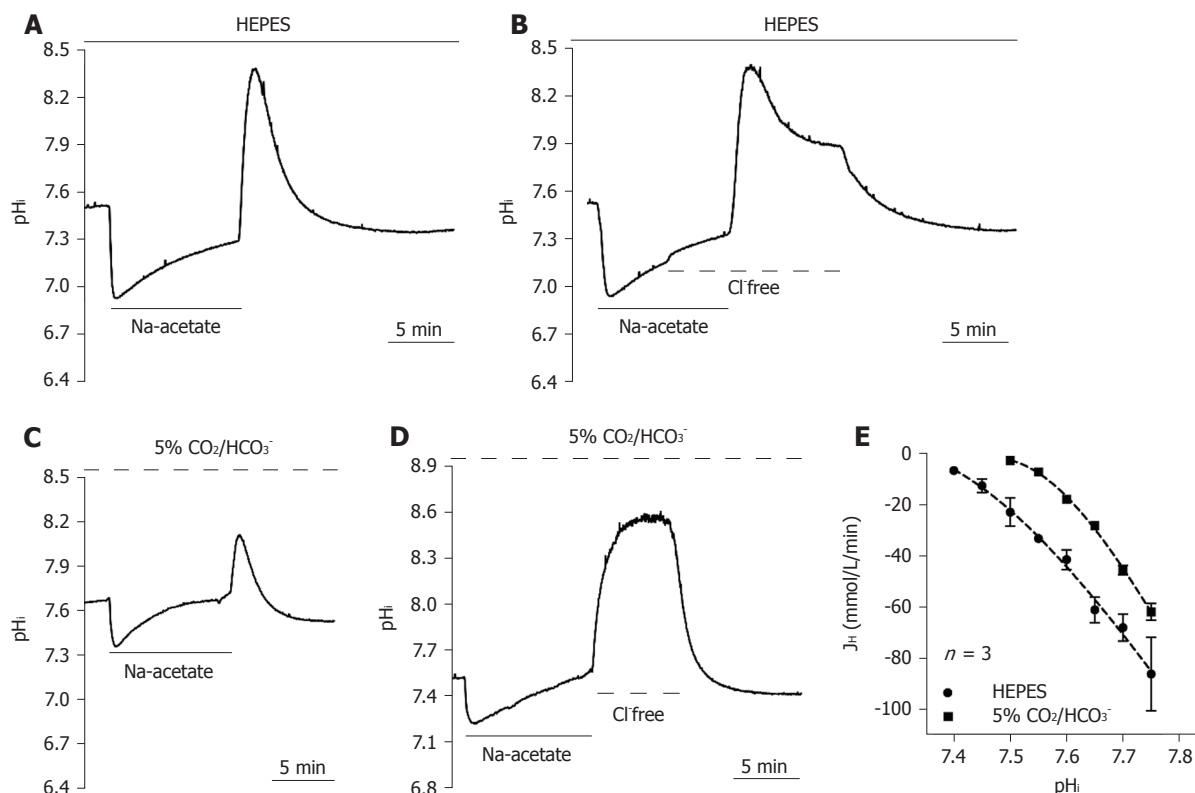 A
HEPES
8.5
8.2
7.9
7.6
7.3
7.0
6.7
6.4
pHi
Na-acetate
5 min
B
HEPES
8.5
8.2
7.9
7.6
7.3
7.0
6.7
6.4
pHi
Cl⁻free
Na-acetate
5 min
C
5% CO₂/HCO₃⁻
8.5
8.2
7.9
7.6
7.3
7.0
6.7
6.4
pHi
Na-acetate
5 min
D
5% CO₂/HCO₃⁻
8.9
8.6
8.3
8.0
7.7
7.4
7.1
6.8
pHi
Cl⁻free
Na-acetate
5 min
E
0
-20
-40
-60
-80
-100
JH (mmol/L/min)
n = 3
HEPES
5% CO₂/HCO₃⁻
7.4 7.5 7.6 7.7 7.8
pHi